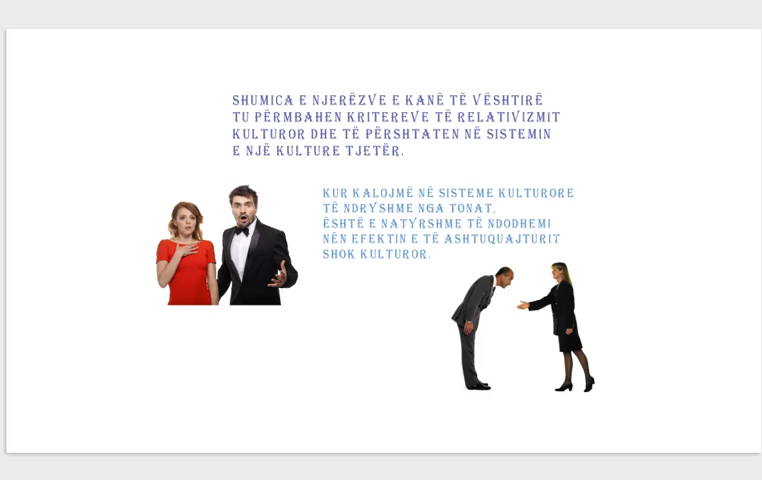 SHUMICA E NJERËZVE E KANË TË VËSHTIRË
TU PËRMBAHEN KRITEREVE TË RELATIVIZMIT
KULTUROR DHE TË PËRSHTATEN NË SISTEMIN
E NJË KULTURE TJETËR.
KUR KALOJMË NË SISTEME KULTURORE
TË NDRYSHME NGA TONAT,
ËSHTË E NATYRSHME TË NDODHEMI
NËN EFEKTIN E TË ASHTUQUAJTURIT
SHOK KULTUROR.